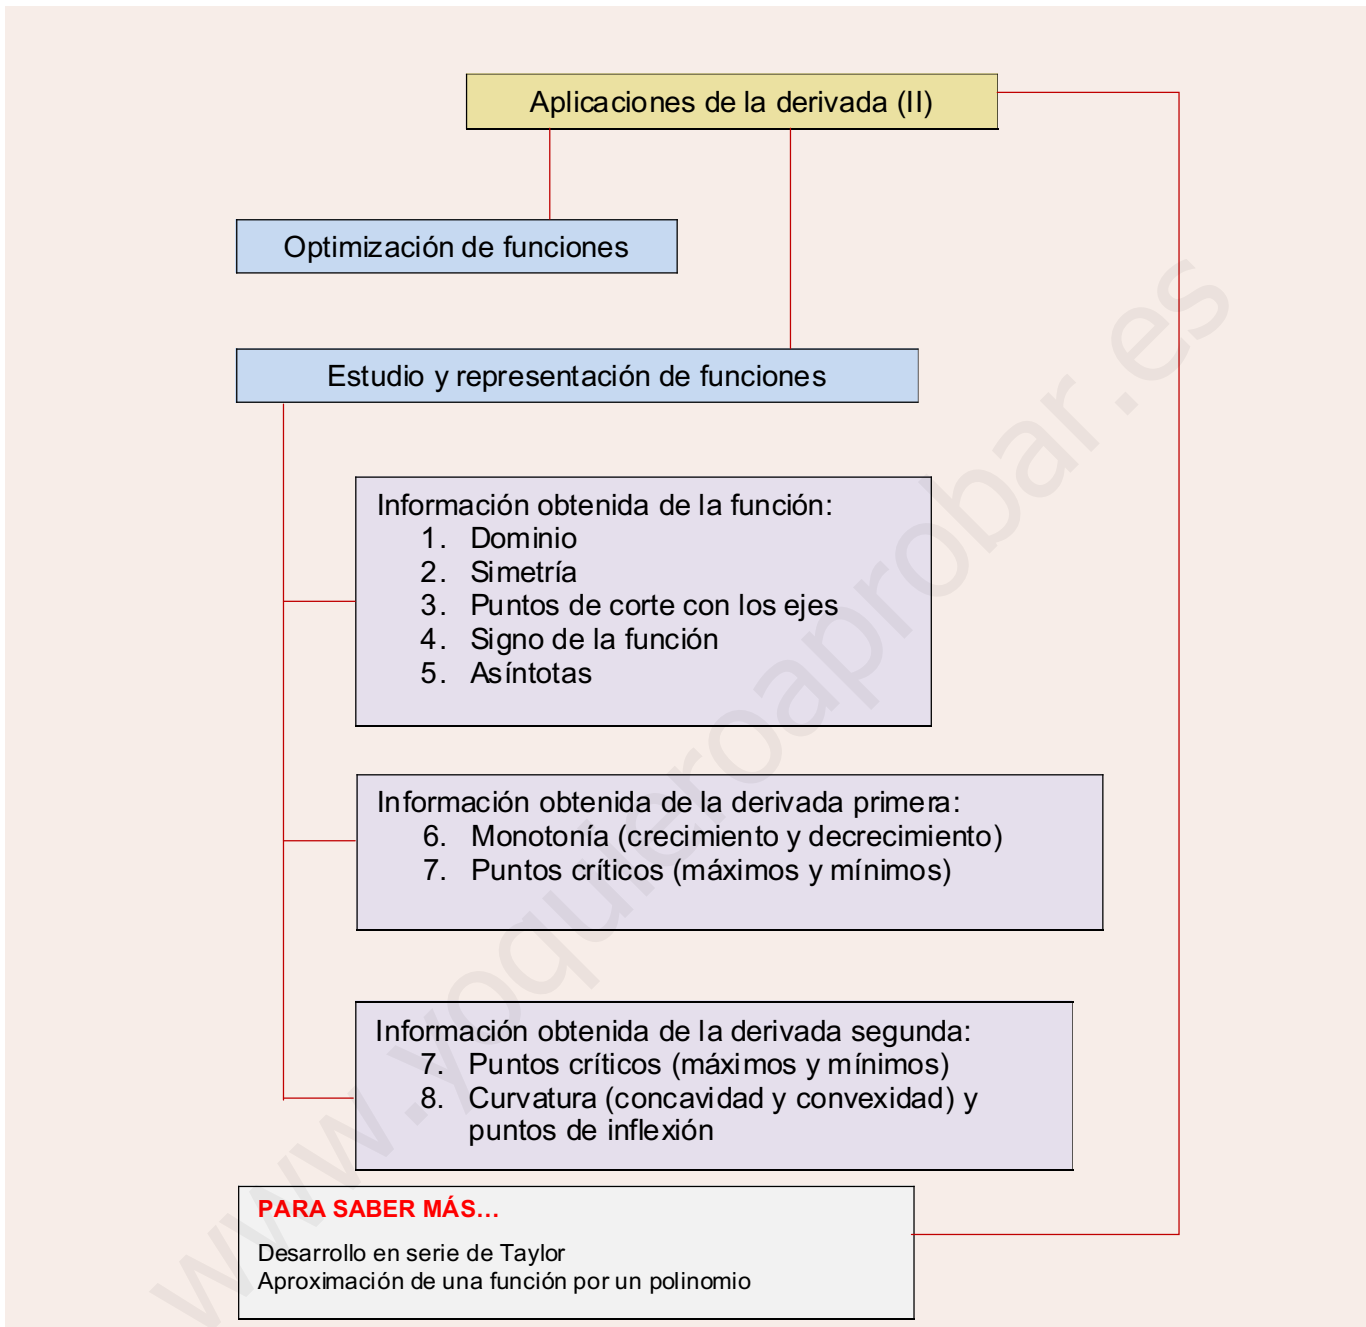 Aplicaciones de la derivada (II)
Optimización de funciones
Estudio y representación de funciones
Información obtenida de la función:
1. Dominio
2. Simetría
3. Puntos de corte con los ejes
4. Signo de la función
5. Asíntotas
Información obtenida de la derivada primera:
6. Monotonía (crecimiento y decrecimiento)
7. Puntos críticos (máximos y mínimos)
Información obtenida de la derivada segunda:
7. Puntos críticos (máximos y mínimos)
8. Curvatura (concavidad y convexidad) y
puntos de inflexión
PARA SABER MÁS...
Desarrollo en serie de Taylor
Aproximación de una función por un polinomio
www.yoquieroaprobar.es